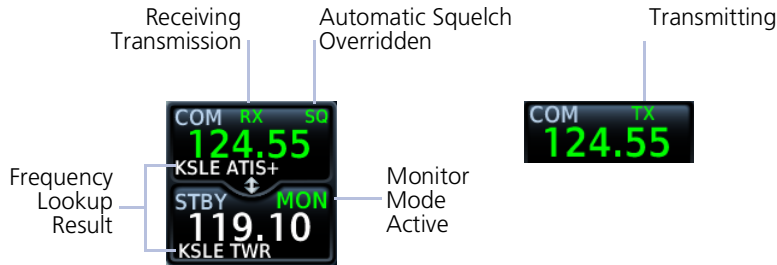 Receiving
Transmission
Automatic Squelch
Overridden
Transmitting
COM RX SQ
124.55
KSLE ATIS+
STBY MON
119.10
KSLE TWR
COM TX
124.55
Frequency
Lookup
Result
Monitor
Mode
Active